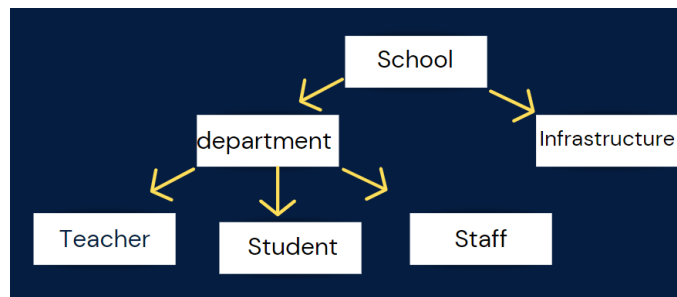 School
department
Infrastructure
Teacher
Student
Staff